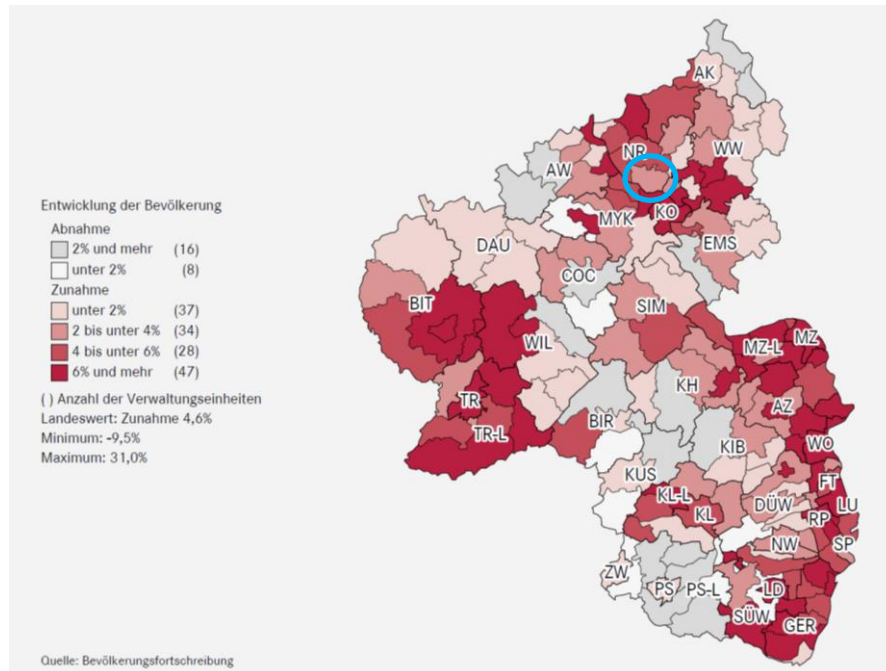 Entwicklung der Bevölkerung
Abnahme
2% und mehr (16)
unter 2% (8)
Zunahme
unter 2% (37)
2 bis unter 4% (34)
4 bis unter 6% (28)
6% und mehr (47)
( ) Anzahl der Verwaltungseinheiten
Landeswert: Zunahme 4,6%
Minimum: -9,5%
Maximum: 31,0%
AK
NR
WW
AW
MYK
KO
EMS
DAU
COC
BIT
SIM
WIL
MZ-L
MZ
KH
TR
AZ
TR-L
BIR
KIB
WO
KUS
FT
KL-L
DÜW
LU
KL
RP
NW
SP
ZW
PS
PS-L
LD
SÜW
GER
Quelle: Bevölkerungsfortschreibung